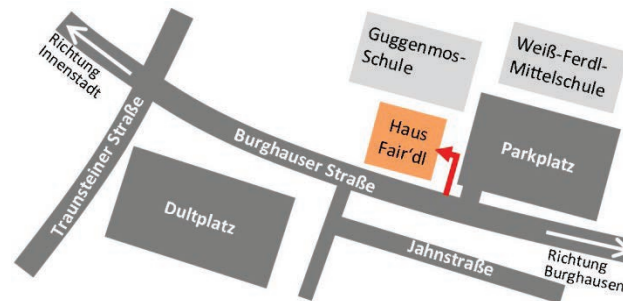 Richtung
Innenstadt
Traunsteiner Straße
Burghauser Straße
Dultplatz
Guggenmos-
Schule
Weiß-Ferdl-
Mittelschule
Haus
Fair'dl
Parkplatz
Jahnstraße
Richtung
Burghausen